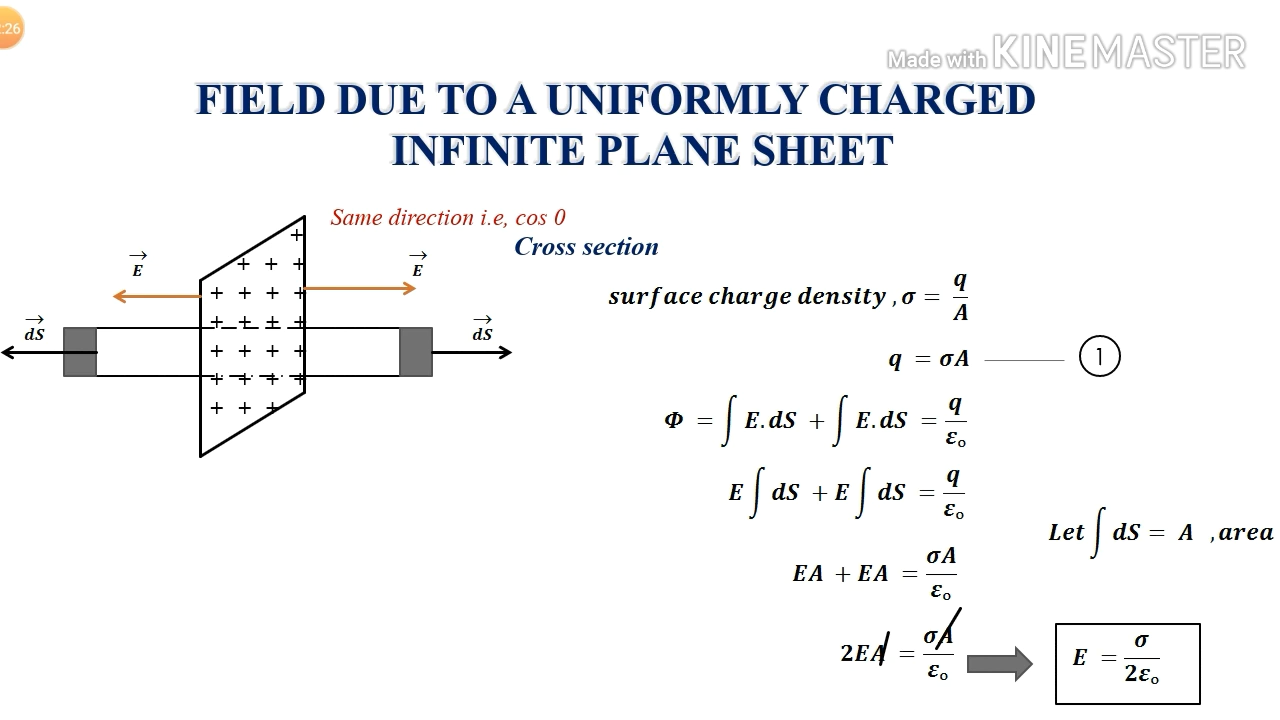 :26
Made with KINEMASTER
FIELD DUE TO A UNIFORMLY CHARGED
INFINITE PLANE SHEET
Same direction i.e, cos 0
Cross section
E⃗
E⃗
dS⃗
dS⃗
+
+ + +
+ + + +
+ + + +
+ + + +
+ + + +
+ + +
surface charge density , σ = q/A
q = σA ——— ①
Φ = ∫ E.dS + ∫ E.dS = q/ε₀
E ∫ dS + E ∫ dS = q/ε₀
Let ∫ dS = A , area
EA + EA = σA/ε₀
2EA = σA/ε₀
E = σ/2ε₀